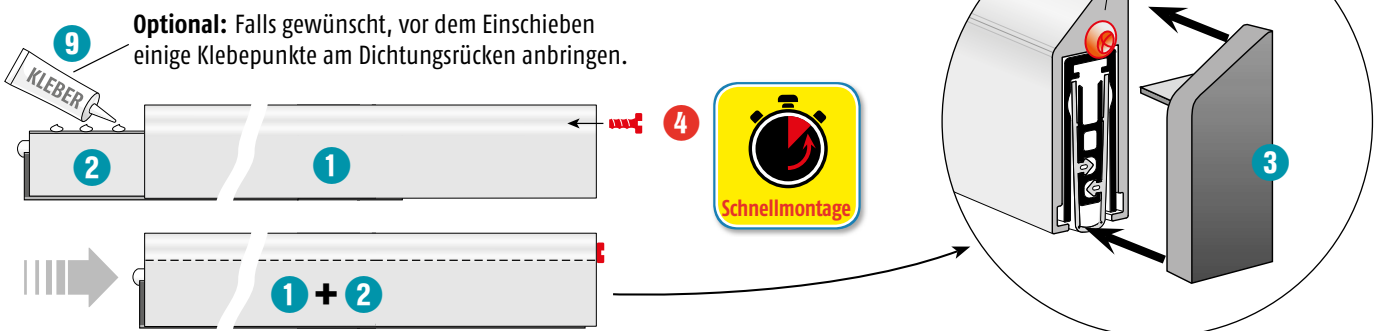 Optional: Falls gewünscht, vor dem Einschieben
einige Klebepunkte am Dichtungsrücken anbringen.
9
KLEBER
2
1
4
Schnellmontage
3
1 + 2